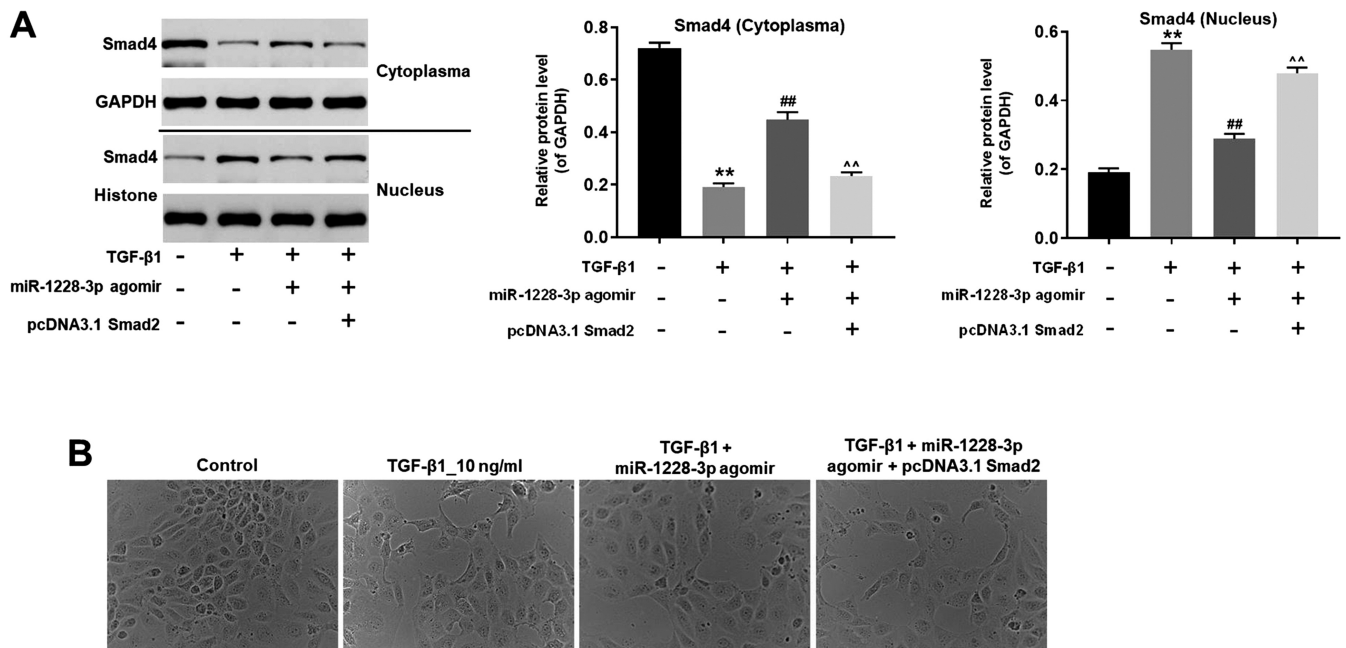 A
Smad4
GAPDH
Cytoplasma
Smad4
Histone
Nucleus
TGF-β1 - + + +
miR-1228-3p agomir - - + +
pcDNA3.1 Smad2 - - - +
Smad4 (Cytoplasma)
Relative protein level
(of GAPDH)
0.8
0.6
0.4
0.2
0.0
**
##
^^
TGF-β1 - + + +
miR-1228-3p agomir - - + +
pcDNA3.1 Smad2 - - - +
Smad4 (Nucleus)
Relative protein level
(of GAPDH)
0.6
0.4
0.2
0.0
**
##
^^
TGF-β1 - + + +
miR-1228-3p agomir - - + +
pcDNA3.1 Smad2 - - - +
B
Control
TGF-β1_10 ng/ml
TGF-β1 +
miR-1228-3p agomir
TGF-β1 + miR-1228-3p
agomir + pcDNA3.1 Smad2